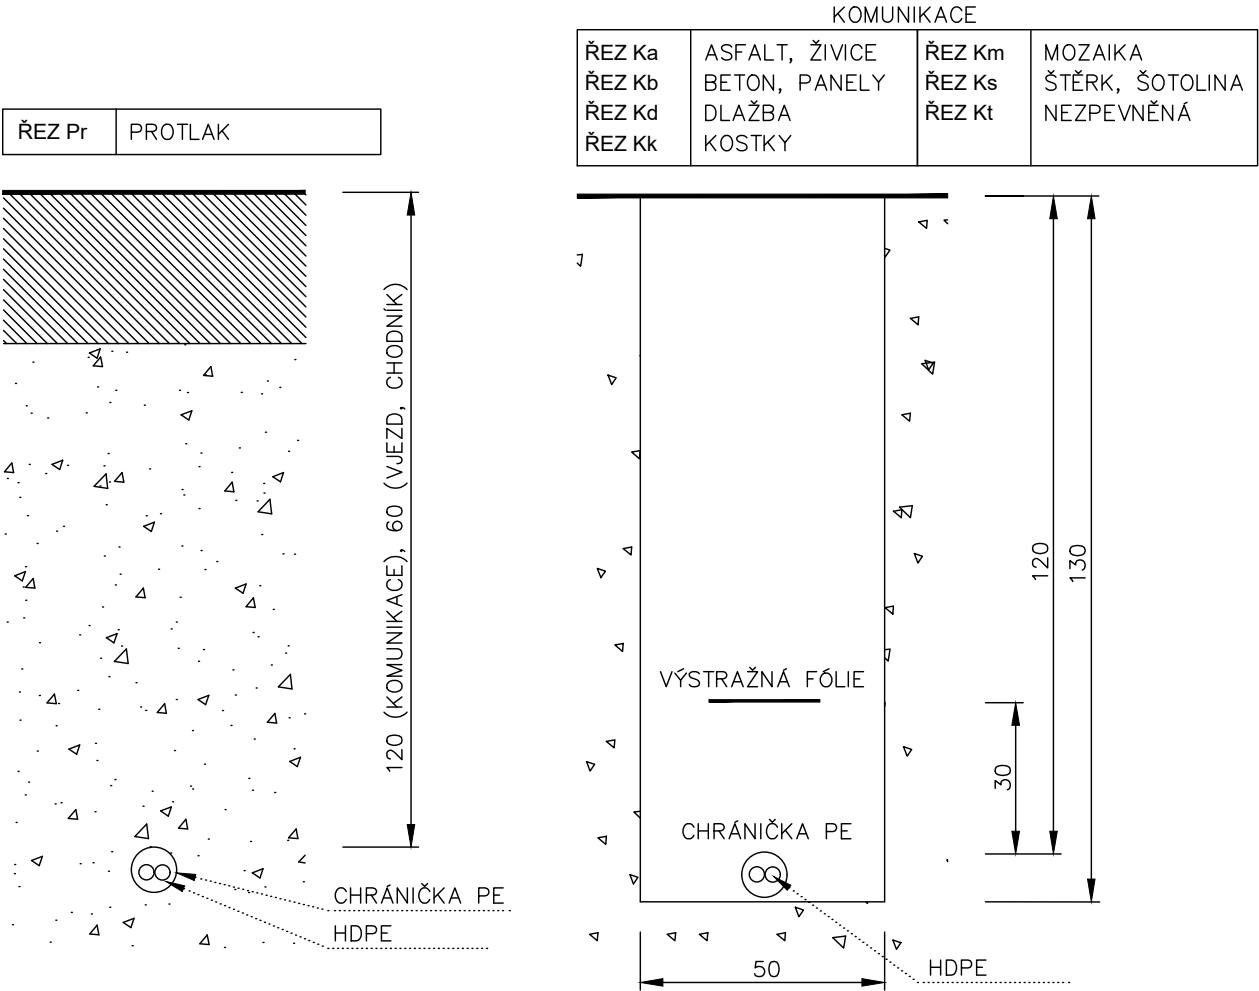 KOMUNIKACE
ŘEZ Ka ASFALT, ŽIVICE ŘEZ Km MOZAIKA
ŘEZ Kb BETON, PANELY ŘEZ Ks ŠTĚRK, ŠOTOLINA
ŘEZ Kd DLAŽBA ŘEZ Kt NEZPEVNĚNÁ
ŘEZ Kk KOSTKY
ŘEZ Pr PROTLAK
120 (KOMUNIKACE), 60 (VJEZD, CHODNÍK)
CHRÁNIČKA PE
HDPE
VÝSTRAŽNÁ FÓLIE
CHRÁNIČKA PE
HDPE
50
30
120
130